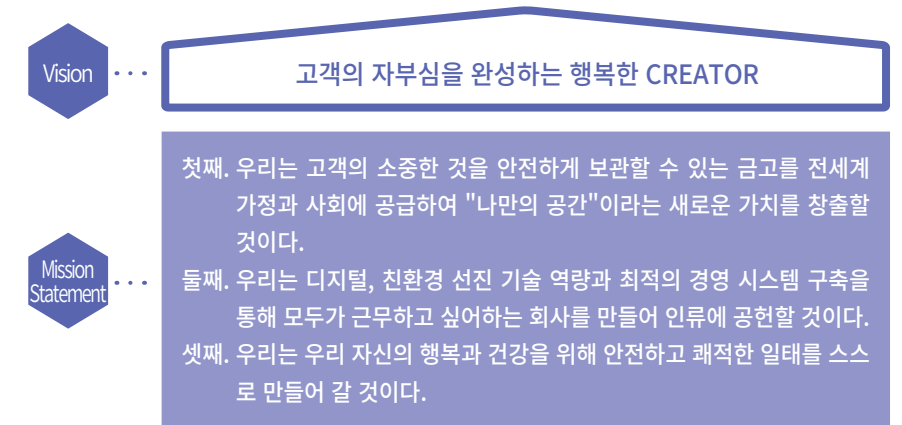 Vision
고객의 자부심을 완성하는 행복한 CREATOR
Mission
Statement
첫째. 우리는 고객의 소중한 것을 안전하게 보관할 수 있는 금고를 전세계
가정과 사회에 공급하여 "나만의 공간"이라는 새로운 가치를 창출할
것이다.
둘째. 우리는 디지털, 친환경 선진 기술 역량과 최적의 경영 시스템 구축을
통해 모두가 근무하고 싶어하는 회사를 만들어 인류에 공헌할 것이다.
셋째. 우리는 우리 자신의 행복과 건강을 위해 안전하고 쾌적한 일태를 스스
로 만들어 갈 것이다.